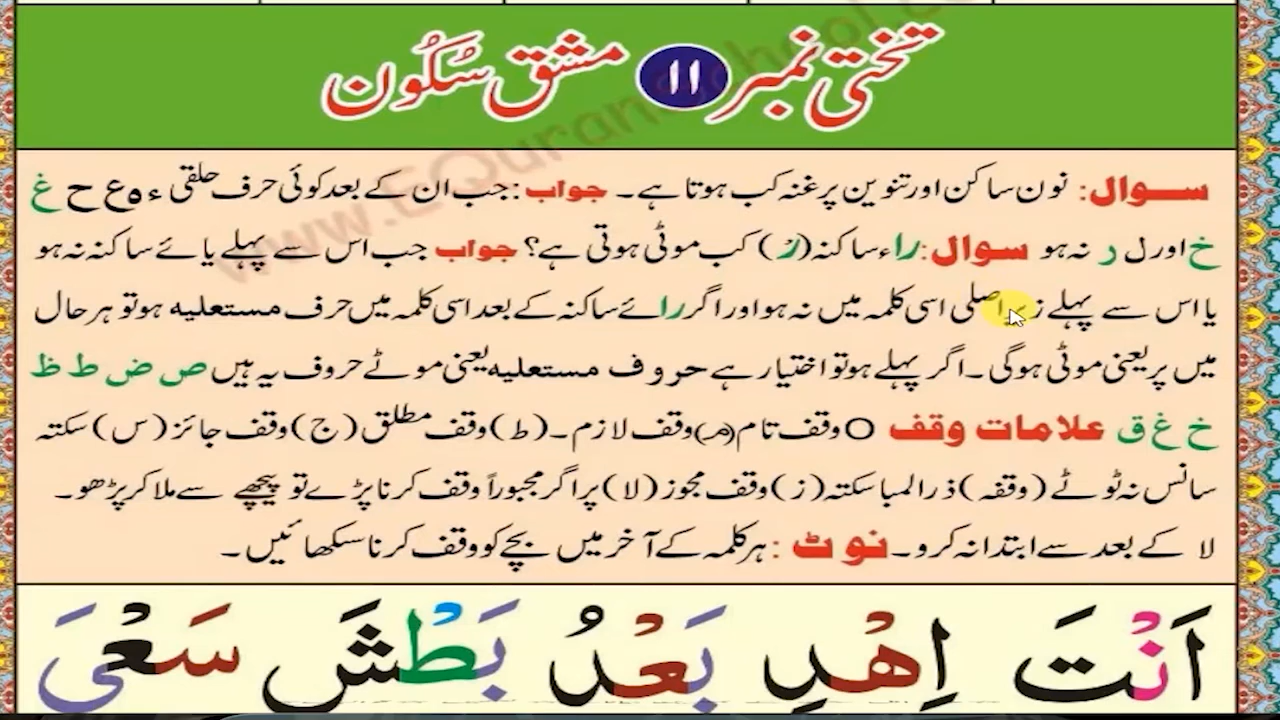 تختی نمبر ۱۱ مشق سُکُون
سوال: نون ساکن اور تنوین پر غنہ کب ہوتا ہے۔ جواب: جب ان کے بعد کوئی حرف حلقی ء ہ ع ح غ
خ اور ل ر نہ ہو سوال: راء ساکنہ (رْ) کب موٹی ہوتی ہے؟ جواب جب اس سے پہلے یائے ساکنہ نہ ہو
یا اس سے پہلے زیر اصلی اسی کلمہ میں نہ ہو اور اگر رائے ساکنہ کے بعد اسی کلمہ میں حرف مستعلیہ ہو تو ہر حال
میں پر یعنی موٹی ہوگی۔ اگر پہلے ہو تو اختیار ہے حروف مستعلیہ یعنی موٹے حروف یہ ہیں ص ض ط ظ
خ غ ق علامات وقف O وقف تام (مـ) وقف لازم۔ (ط) وقف مطلق (ج) وقف جائز (س) سکتہ
سانس نہ ٹوٹے (وقفہ) ذرا لمبا سکتہ (ز) وقف مجوز (لا) پر اگر مجبوراً وقف کرنا پڑے تو پیچھے سے ملا کر پڑھو۔
لا کے بعد سے ابتدا نہ کرو۔ نوٹ: ہر کلمہ کے آخر میں بچے کو وقف کرنا سکھائیں۔
اَنْتَ اِهْدِ بَعْدُ بَطْشَ سَعْیَ
www.EQuranSchool.com